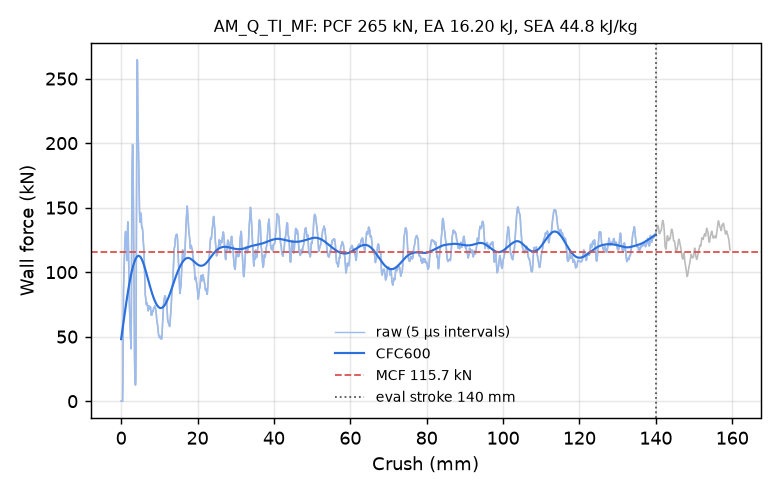 AM_Q_TI_MF: PCF 265 kN, EA 16.20 kJ, SEA 44.8 kJ/kg
Wall force (kN)
250
200
150
100
50
0
raw (5 µs intervals)
CFC600
MCF 115.7 kN
eval stroke 140 mm
0 20 40 60 80 100 120 140 160
Crush (mm)